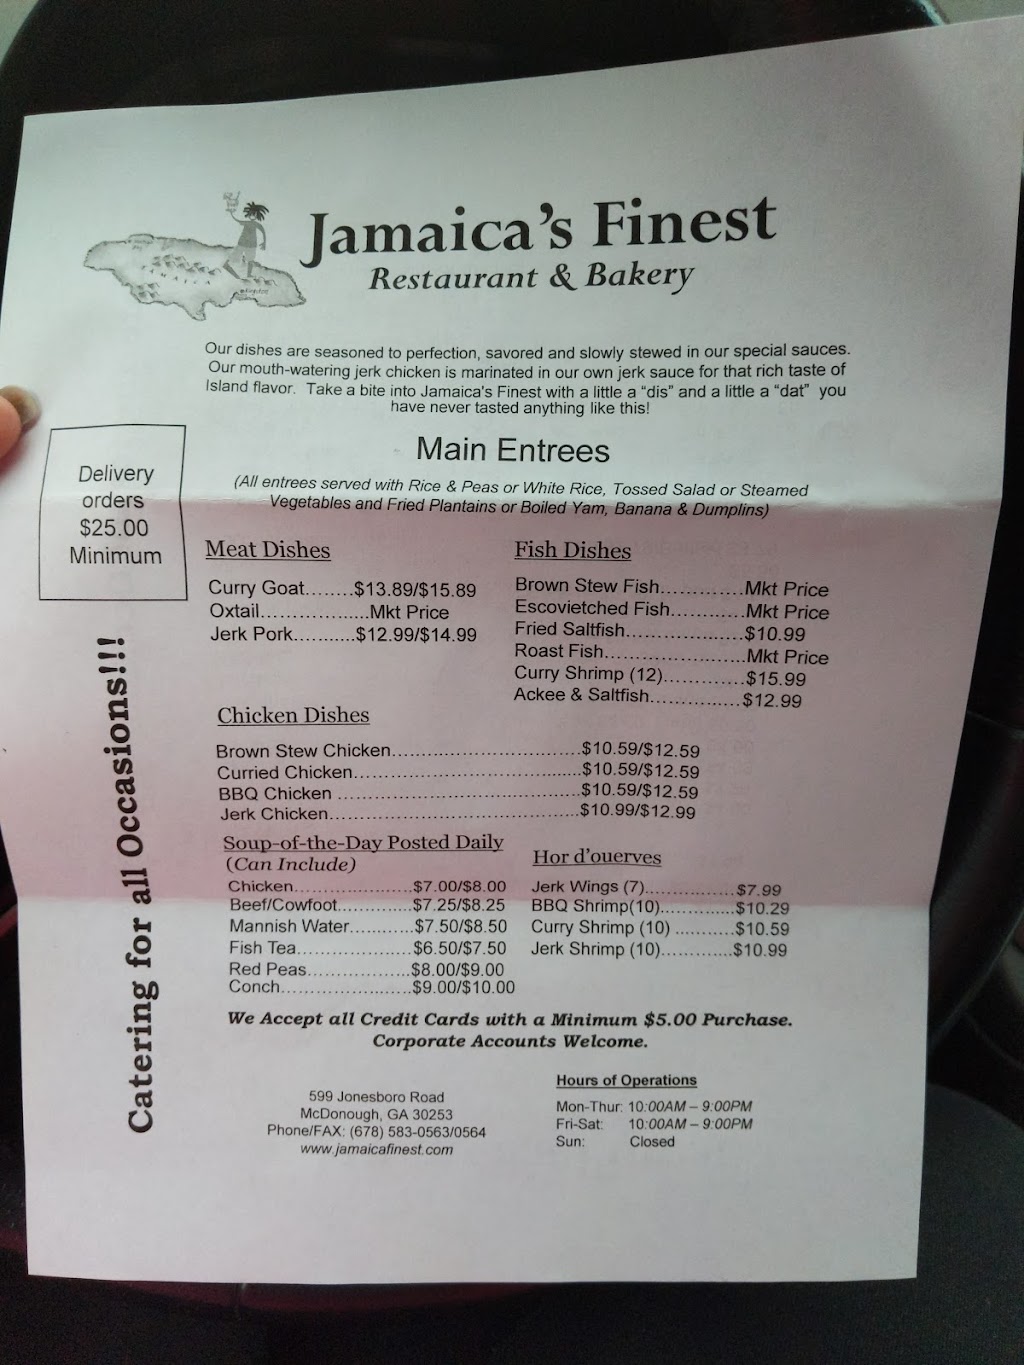 Jamaica's Finest
Restaurant & Bakery
Our dishes are seasoned to perfection, savored and slowly stewed in our special sauces.
Our mouth-watering jerk chicken is marinated in our own jerk sauce for that rich taste of
Island flavor. Take a bite into Jamaica's Finest with a little a "dis" and a little a "dat" you
have never tasted anything like this!
Main Entrees
(All entrees served with Rice & Peas or White Rice, Tossed Salad or Steamed
Vegetables and Fried Plantains or Boiled Yam, Banana & Dumplins)
Delivery
orders
$25.00
Minimum
Catering for all Occasions!!!
Meat Dishes
Curry Goat........$13.89/$15.89
Oxtail....................Mkt Price
Jerk Pork...........$12.99/$14.99
Fish Dishes
Brown Stew Fish.............Mkt Price
Escovietched Fish............Mkt Price
Fried Saltfish.....................$10.99
Roast Fish.........................Mkt Price
Curry Shrimp (12).............$15.99
Ackee & Saltfish................$12.99
Chicken Dishes
Brown Stew Chicken.................................$10.59/$12.59
Curried Chicken........................................$10.59/$12.59
BBQ Chicken ...........................................$10.59/$12.59
Jerk Chicken............................................$10.99/$12.99
Soup-of-the-Day Posted Daily
(Can Include)
Chicken.....................$7.00/$8.00
Beef/Cowfoot.............$7.25/$8.25
Mannish Water...........$7.50/$8.50
Fish Tea.....................$6.50/$7.50
Red Peas...................$8.00/$9.00
Conch........................$9.00/$10.00
Hor d'ouerves
Jerk Wings (7)................$7.99
BBQ Shrimp(10).............$10.29
Curry Shrimp (10) ...........$10.59
Jerk Shrimp (10).............$10.99
We Accept all Credit Cards with a Minimum $5.00 Purchase.
Corporate Accounts Welcome.
599 Jonesboro Road
McDonough, GA 30253
Phone/FAX: (678) 583-0563/0564
www.jamaicafinest.com
Hours of Operations
Mon-Thur: 10:00AM – 9:00PM
Fri-Sat: 10:00AM – 9:00PM
Sun: Closed